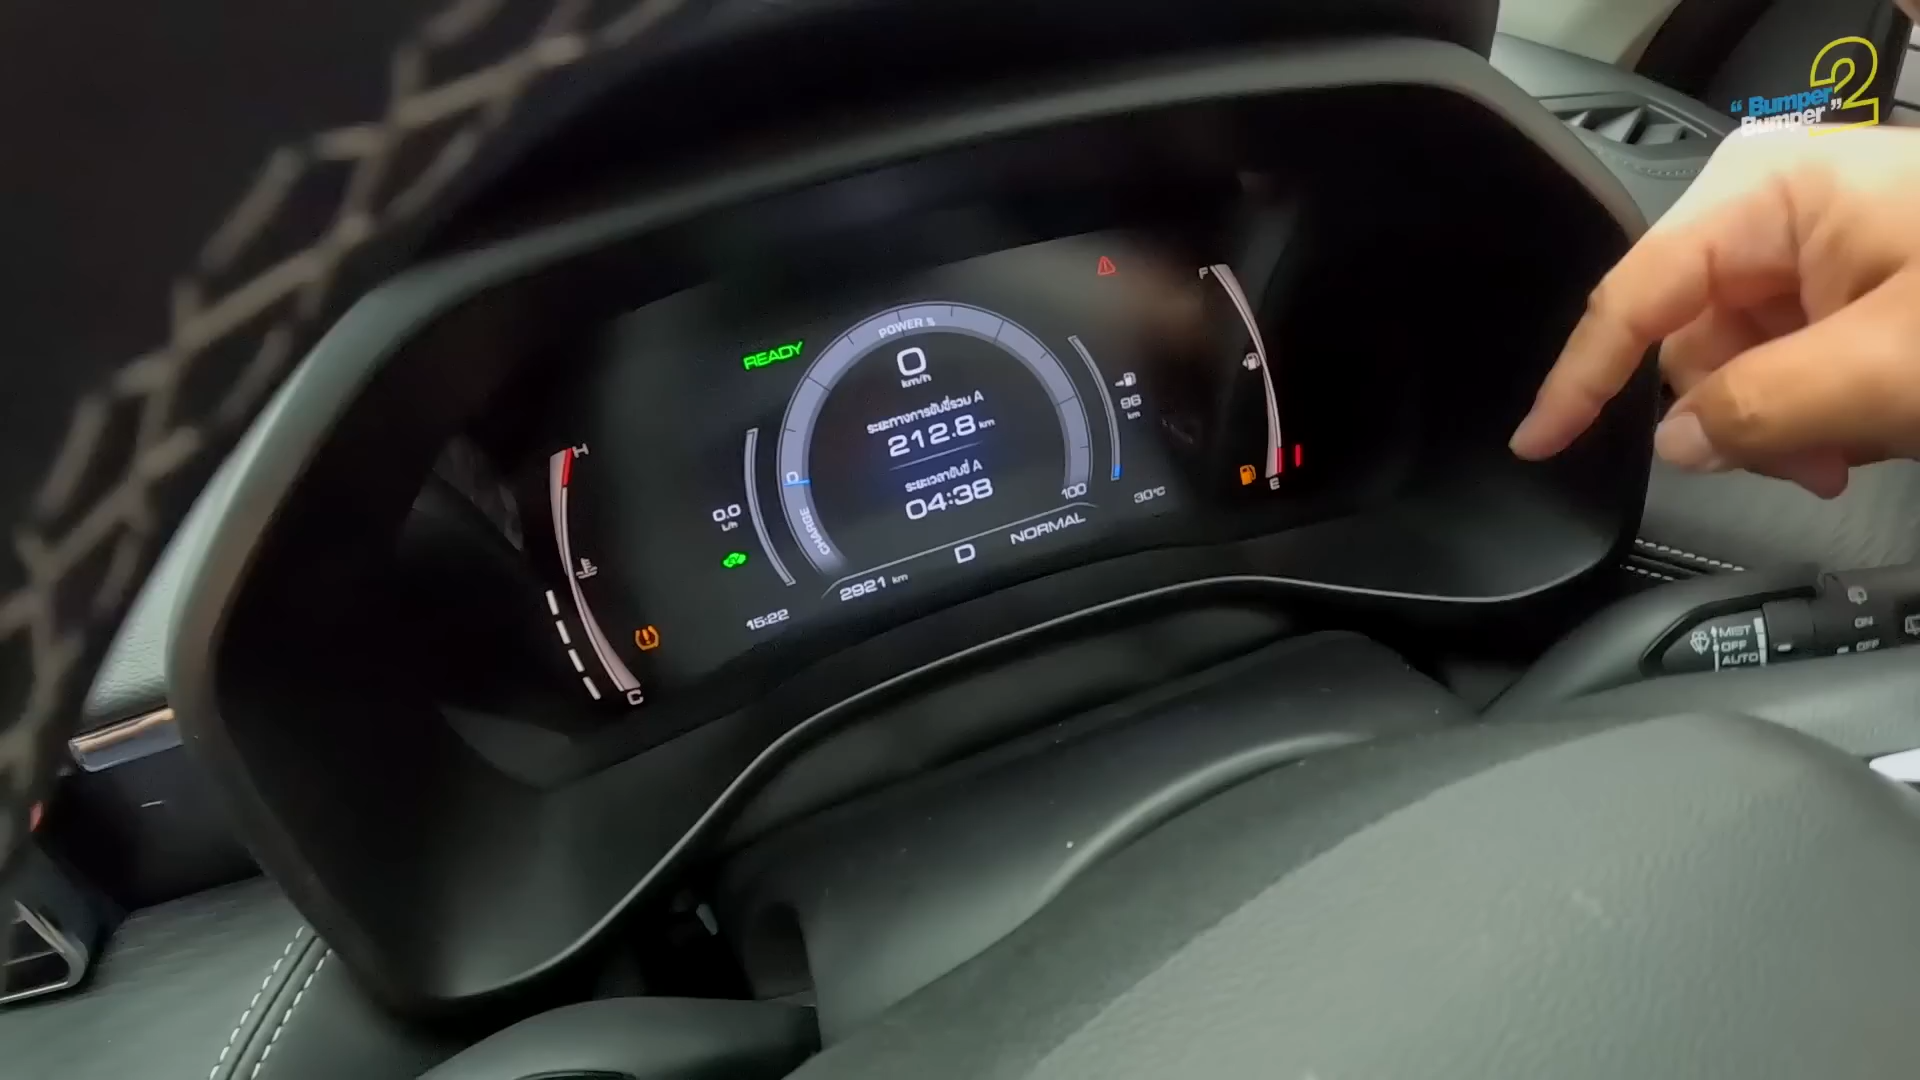 “Bumper
Bumper”
2
F
POWER %
READY
0
km/h
ระยะทางการขับขี่รวม A
212.8 km
96
km
H
ระยะเวลาขับขี่ A
04:38
0
100
30°C
E
0.0
L/h
CHARGE
NORMAL
D
2921 km
15:22
C
MIST
OFF
AUTO
ON
OFF